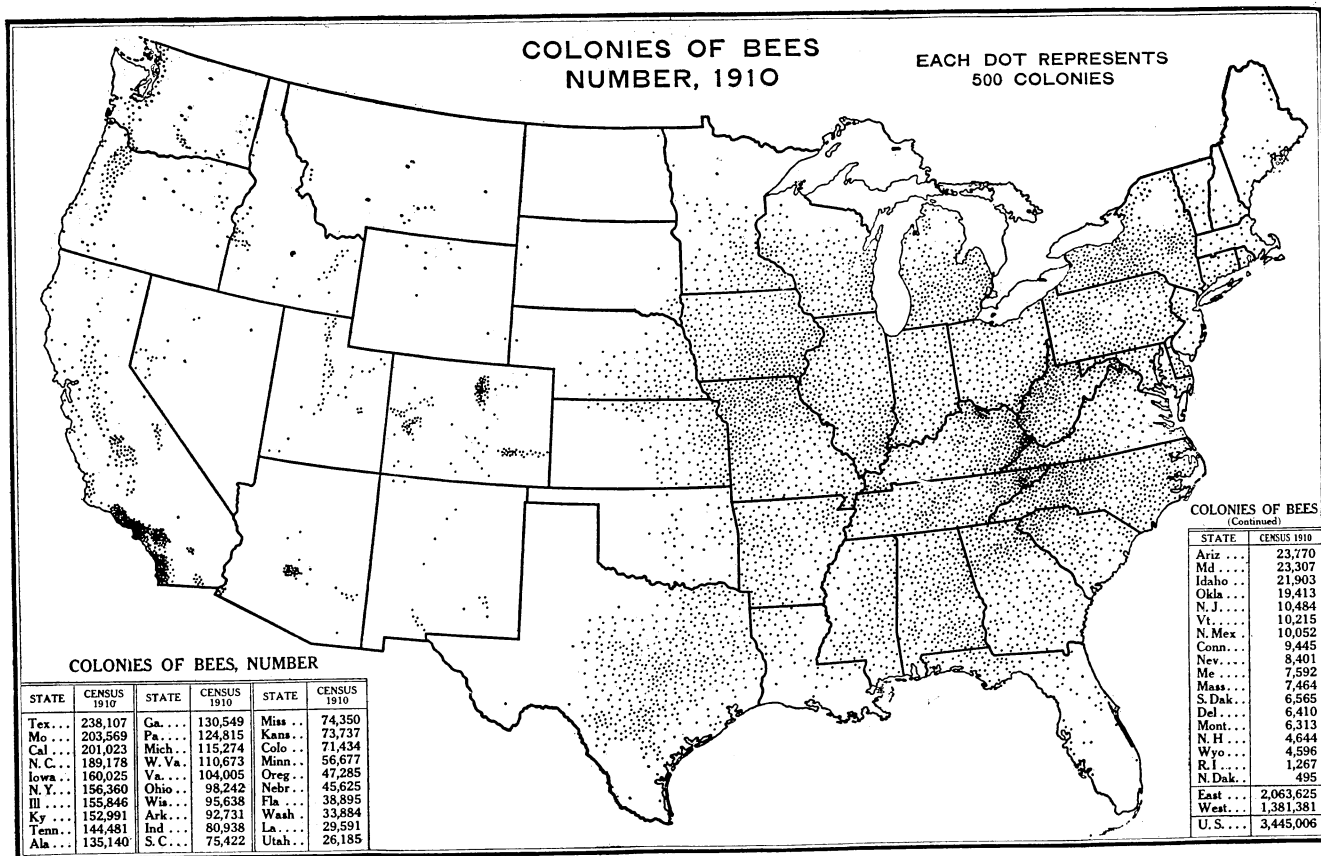 COLONIES OF BEES
NUMBER, 1910
EACH DOT REPRESENTS
500 COLONIES
COLONIES OF BEES, NUMBER
STATE CENSUS 1910 STATE CENSUS 1910 STATE CENSUS 1910
Tex... 238,107 Ga.... 130,549 Miss.. 74,350
Mo... 203,569 Pa.... 124,815 Kans.. 73,737
Cal... 201,023 Mich.. 115,274 Colo.. 71,434
N.C... 189,178 W. Va. 110,673 Minn.. 56,677
Iowa.. 160,025 Va.... 104,005 Oreg.. 47,285
N.Y... 156,360 Ohio.. 98,242 Nebr.. 45,625
Ill... 155,846 Wis... 95,638 Fla... 38,895
Ky... 152,991 Ark... 92,731 Wash. 33,884
Tenn.. 144,481 Ind... 80,938 La.... 29,591
Ala... 135,140 S.C... 75,422 Utah.. 26,185
COLONIES OF BEES
(Continued)
STATE CENSUS 1910
Ariz... 23,770
Md.... 23,307
Idaho.. 21,903
Okla... 19,413
N.J.... 10,484
Vt..... 10,215
N. Mex. 10,052
Conn... 9,445
Nev.... 8,401
Me.... 7,592
Mass... 7,464
S. Dak.. 6,565
Del.... 6,410
Mont... 6,313
N.H... 4,644
Wyo... 4,596
R.I.... 1,267
N. Dak.. 495
East... 2,063,625
West... 1,381,381
U.S.... 3,445,006